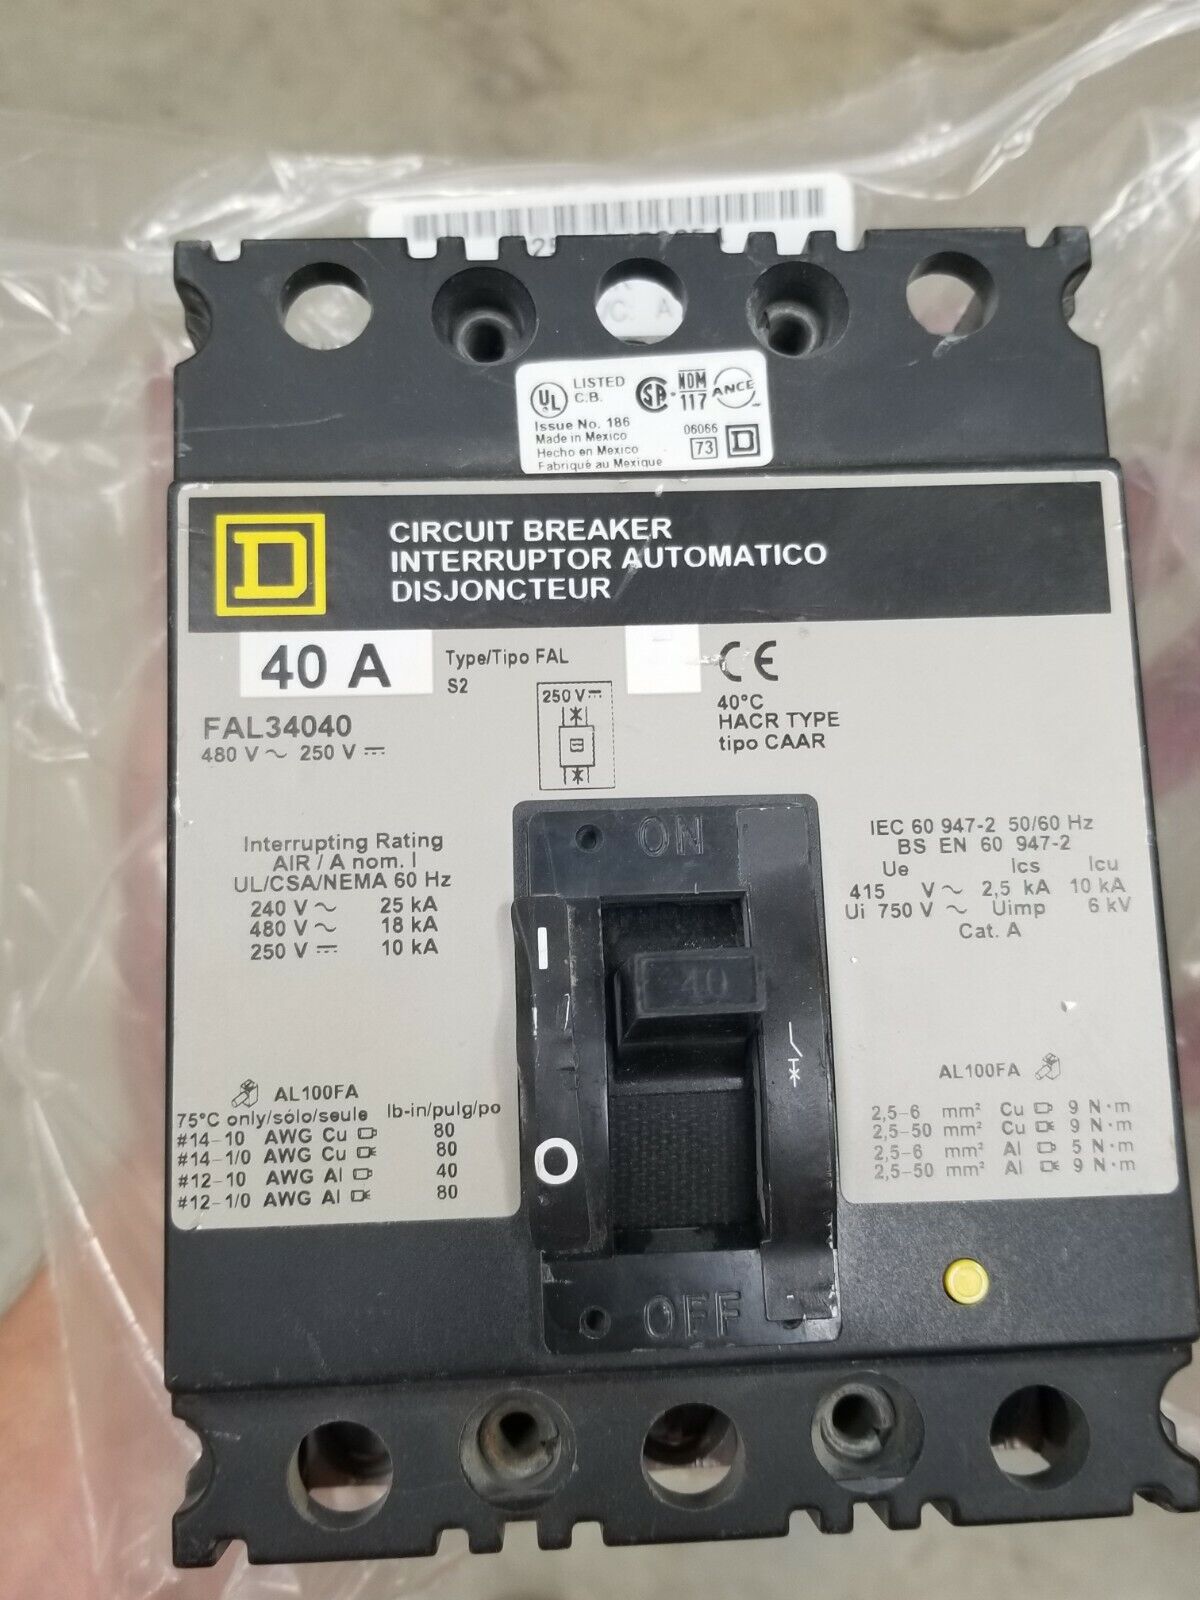 UL LISTED C.B.
SA NOM 117 ANCE
Issue No. 186
Made in Mexico
Hecho en Mexico
Fabriqué au Mexique
06066
73 D
D
CIRCUIT BREAKER
INTERRUPTOR AUTOMATICO
DISJONCTEUR
40 A
Type/Tipo FAL
S2
FAL34040
480 V ~ 250 V ⎓
250 V ⎓
CE
40°C
HACR TYPE
tipo CAAR
Interrupting Rating
AIR / A nom. I
UL/CSA/NEMA 60 Hz
240 V ~ 25 kA
480 V ~ 18 kA
250 V ⎓ 10 kA
ON
I
40
O
OFF
IEC 60 947-2 50/60 Hz
BS EN 60 947-2
Ue Ics Icu
415 V ~ 2,5 kA 10 kA
Ui 750 V ~ Uimp 6 kV
Cat. A
AL100FA
75°C only/sólo/seule lb-in/pulg/po
#14-10 AWG Cu 80
#14-1/0 AWG Cu 80
#12-10 AWG Al 40
#12-1/0 AWG Al 80
AL100FA
2,5-6 mm² Cu 9 N·m
2,5-50 mm² Cu 9 N·m
2,5-6 mm² Al 5 N·m
2,5-50 mm² Al 9 N·m